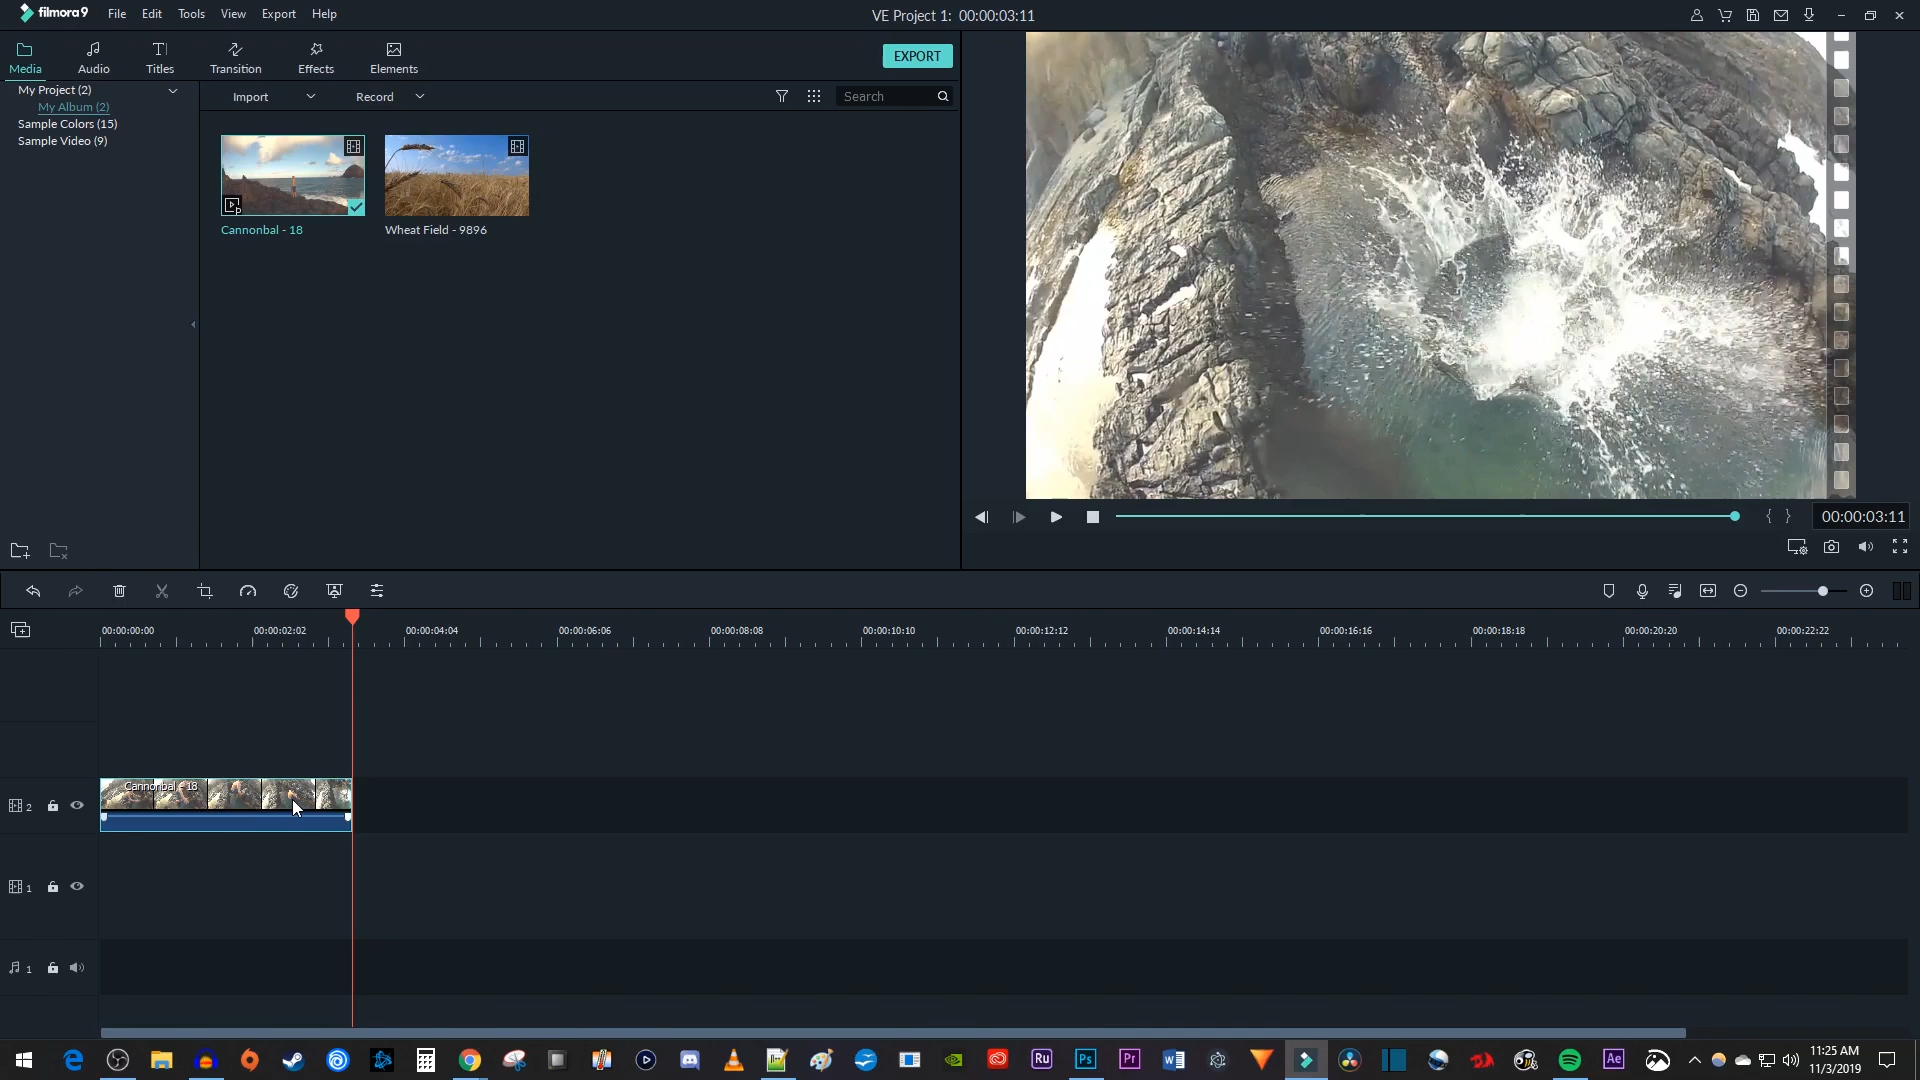 filmora9 File Edit Tools View Export Help
VE Project 1: 00:00:03:11
Media Audio Titles Transition Effects Elements
EXPORT
My Project (2)
My Album (2)
Sample Colors (15)
Sample Video (9)
Import Record Search
Cannonbal - 18
Wheat Field - 9896
00:00:03:11
00:00:00:00 00:00:02:02 00:00:04:04 00:00:06:06 00:00:08:08 00:00:10:10 00:00:12:12 00:00:14:14 00:00:16:16 00:00:18:18 00:00:20:20 00:00:22:22
Cannonbal - 18
2
1
1
Ru Ps Pr Ae
11:25 AM
11/3/2019